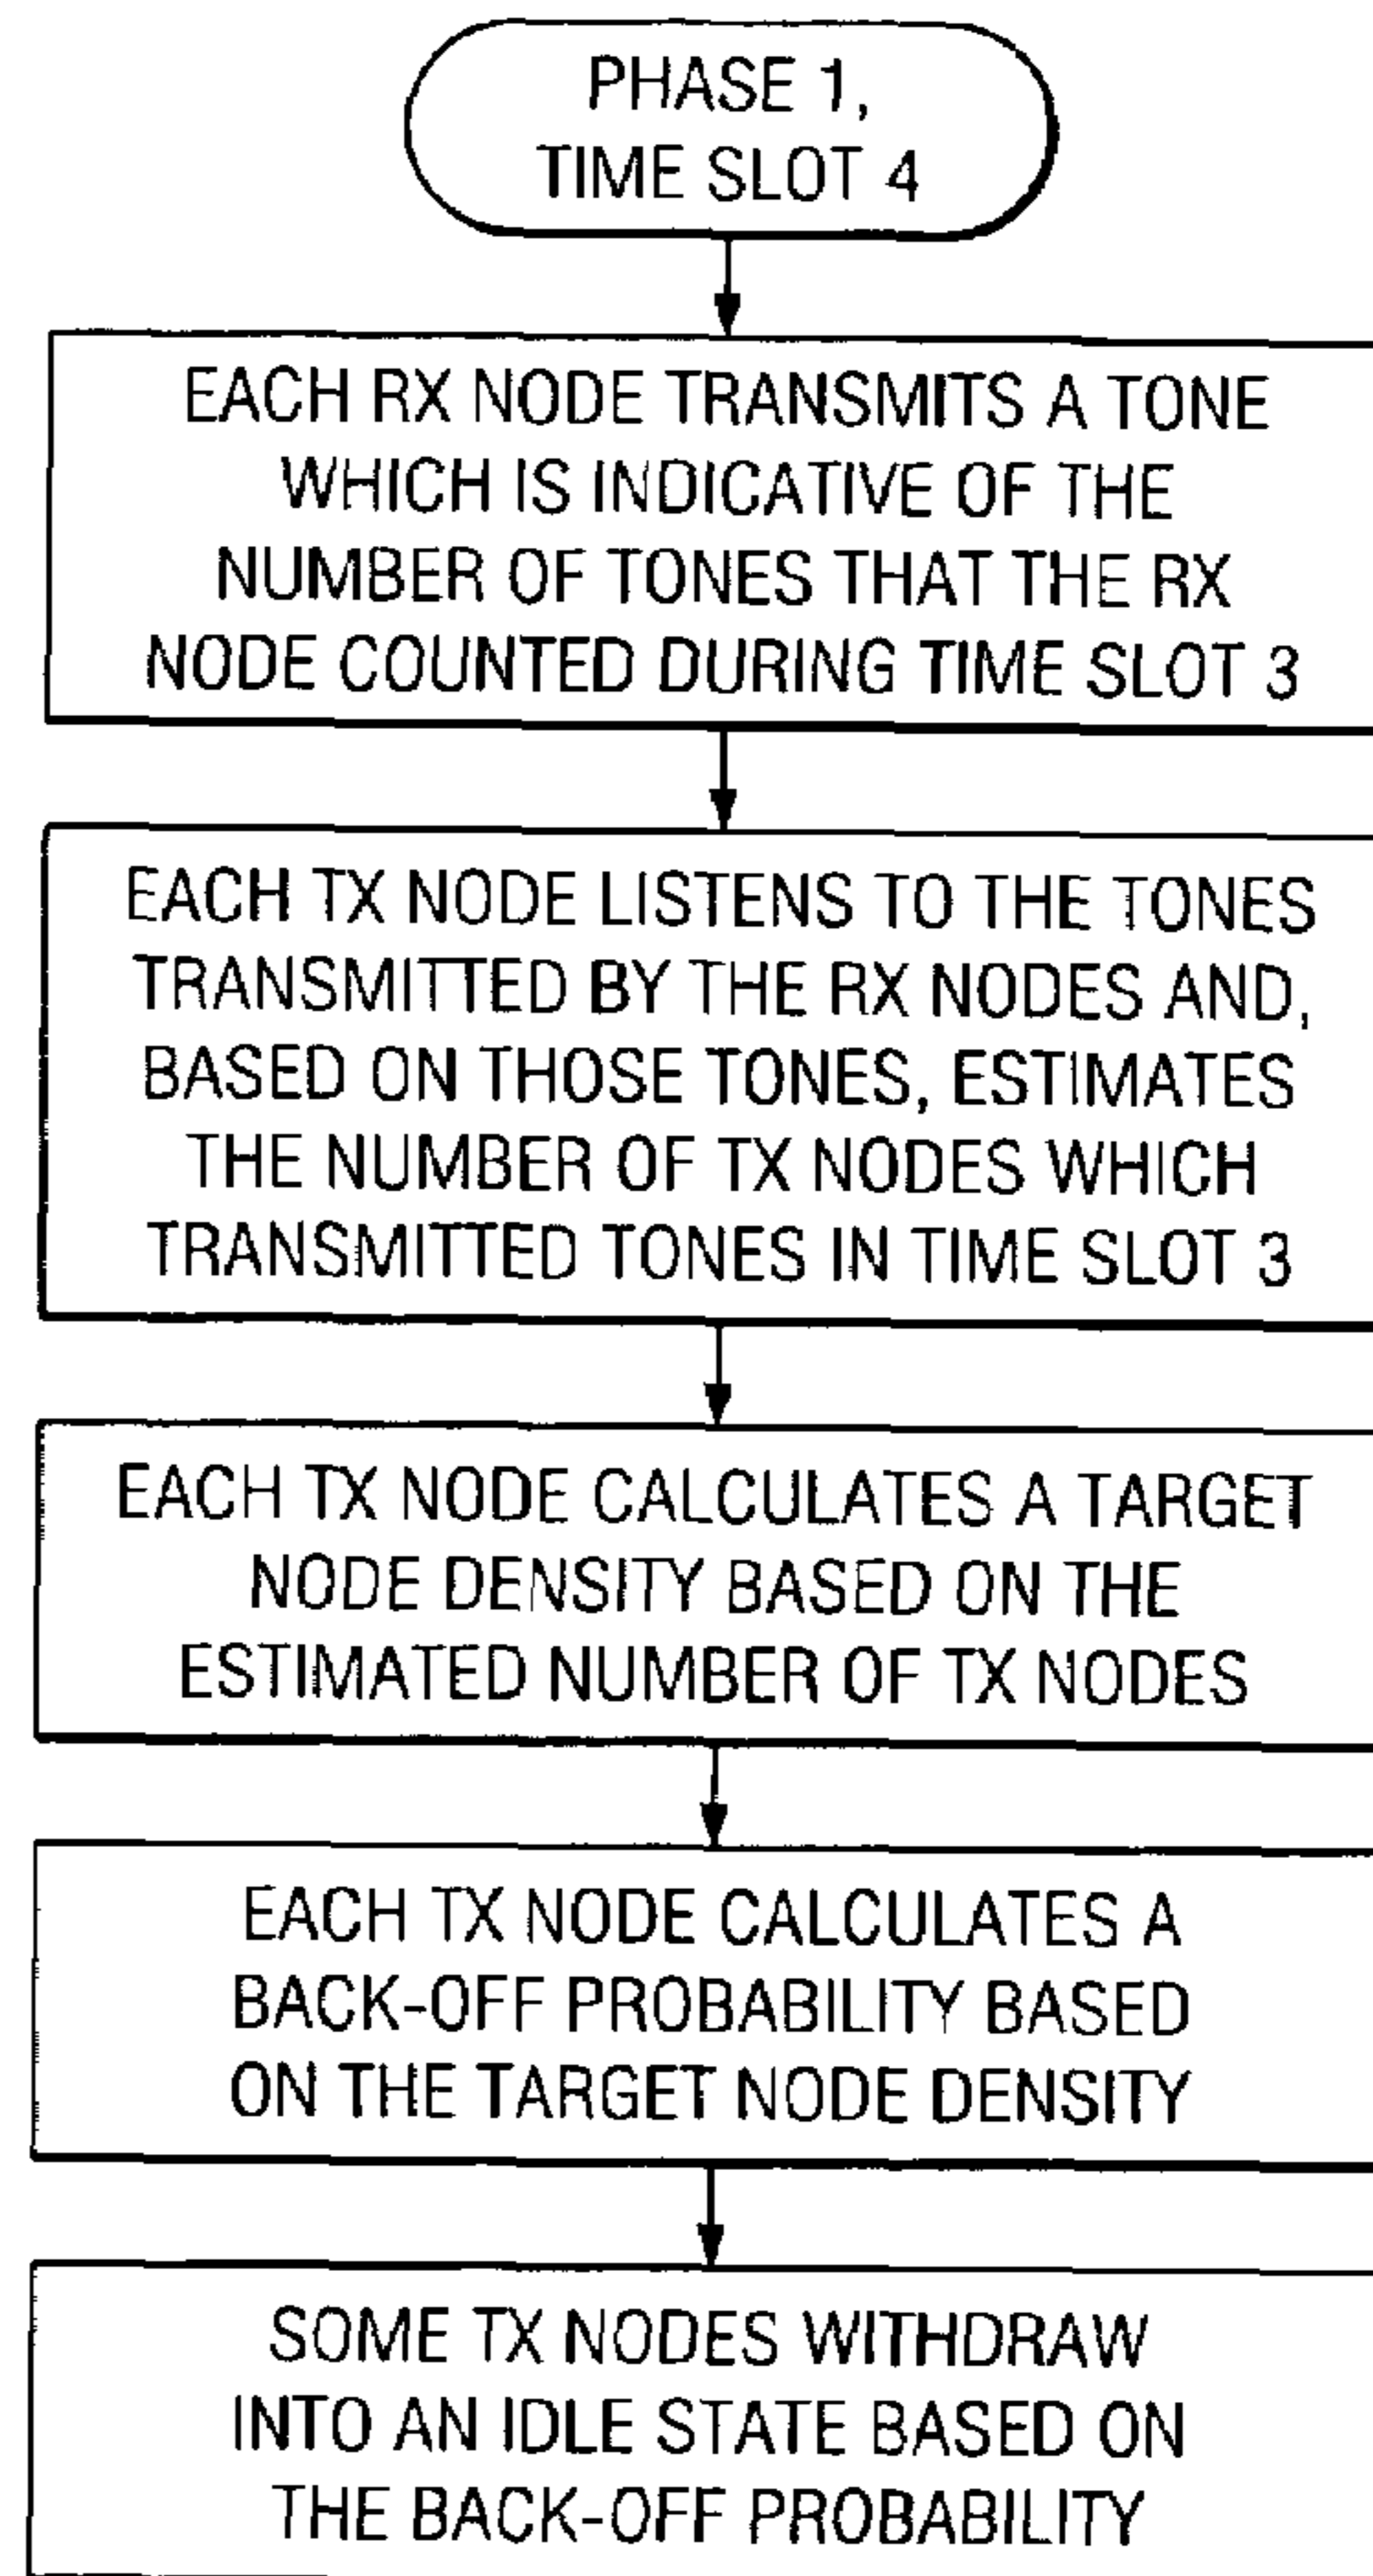 PHASE 1,
TIME SLOT 4
EACH RX NODE TRANSMITS A TONE
WHICH IS INDICATIVE OF THE
NUMBER OF TONES THAT THE RX
NODE COUNTED DURING TIME SLOT 3
EACH TX NODE LISTENS TO THE TONES
TRANSMITTED BY THE RX NODES AND,
BASED ON THOSE TONES, ESTIMATES
THE NUMBER OF TX NODES WHICH
TRANSMITTED TONES IN TIME SLOT 3
EACH TX NODE CALCULATES A TARGET
NODE DENSITY BASED ON THE
ESTIMATED NUMBER OF TX NODES
EACH TX NODE CALCULATES A
BACK-OFF PROBABILITY BASED
ON THE TARGET NODE DENSITY
SOME TX NODES WITHDRAW
INTO AN IDLE STATE BASED ON
THE BACK-OFF PROBABILITY